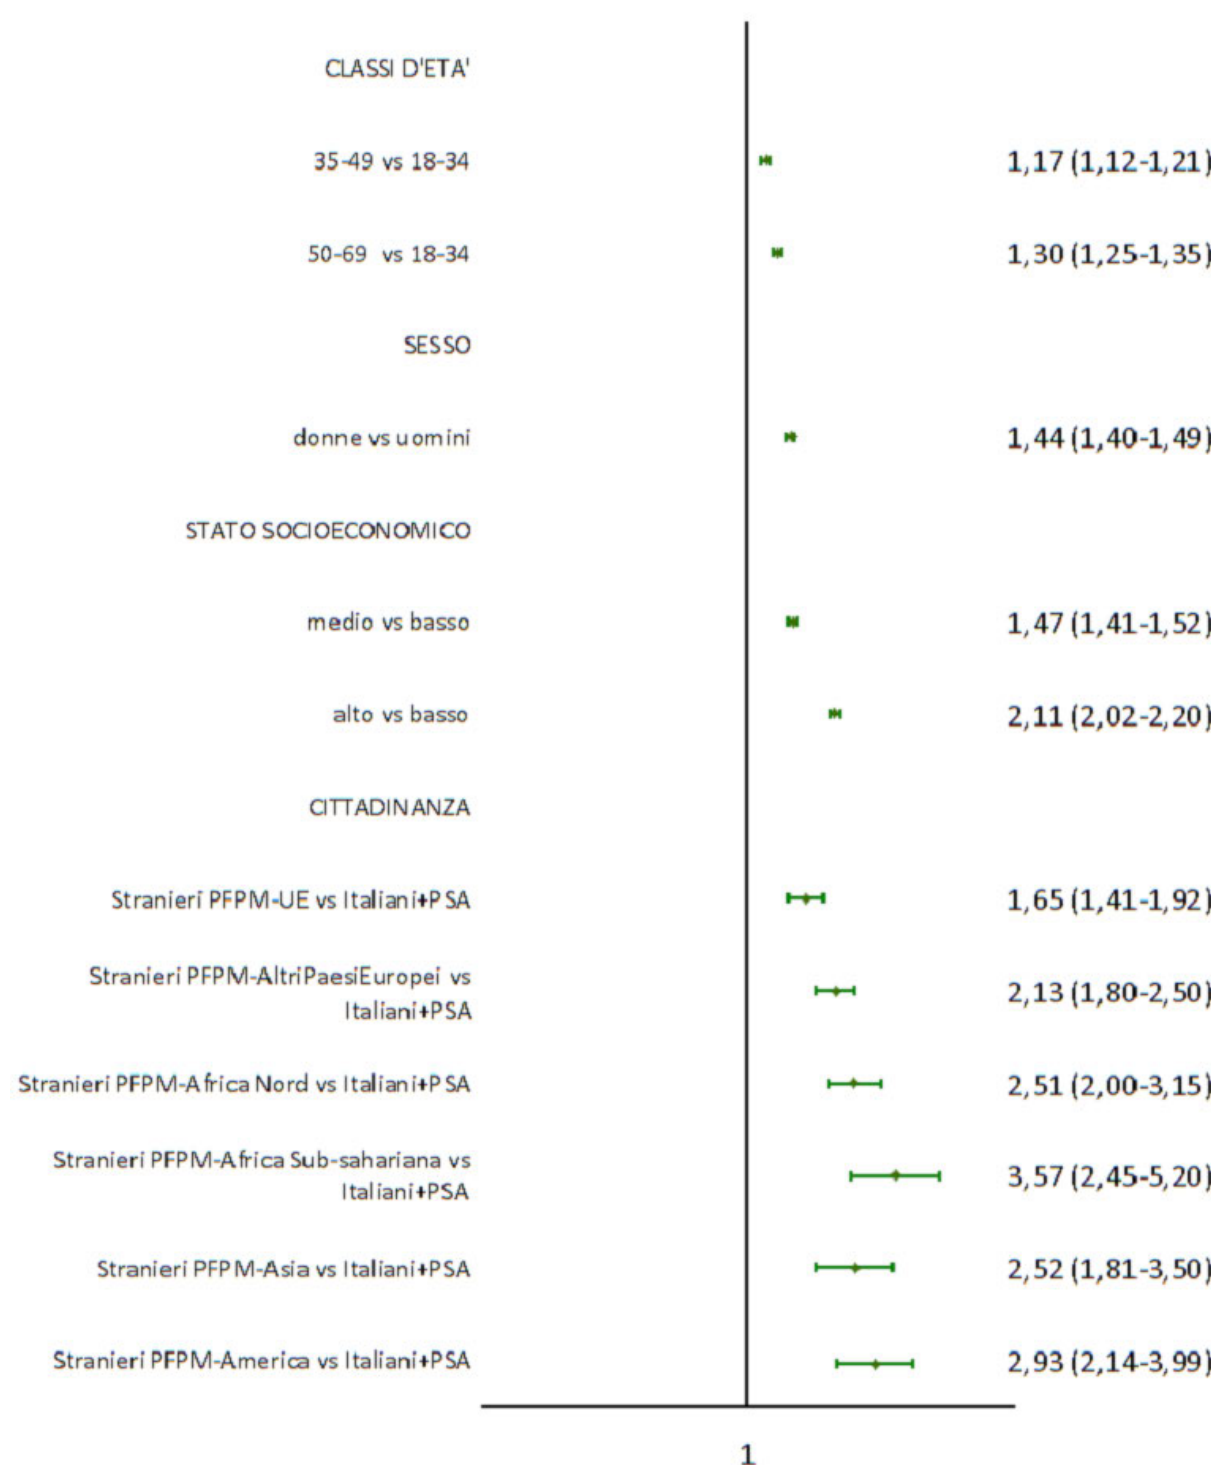 CLASSI D'ETA'
35-49 vs 18-34 1,17 (1,12-1,21)
50-69 vs 18-34 1,30 (1,25-1,35)
SESSO
donne vs uomini 1,44 (1,40-1,49)
STATO SOCIOECONOMICO
medio vs basso 1,47 (1,41-1,52)
alto vs basso 2,11 (2,02-2,20)
CITTADINANZA
Stranieri PFPM-UE vs Italiani+PSA 1,65 (1,41-1,92)
Stranieri PFPM-AltriPaesiEuropei vs
Italiani+PSA 2,13 (1,80-2,50)
Stranieri PFPM-Africa Nord vs Italiani+PSA 2,51 (2,00-3,15)
Stranieri PFPM-Africa Sub-sahariana vs
Italiani+PSA 3,57 (2,45-5,20)
Stranieri PFPM-Asia vs Italiani+PSA 2,52 (1,81-3,50)
Stranieri PFPM-America vs Italiani+PSA 2,93 (2,14-3,99)
1